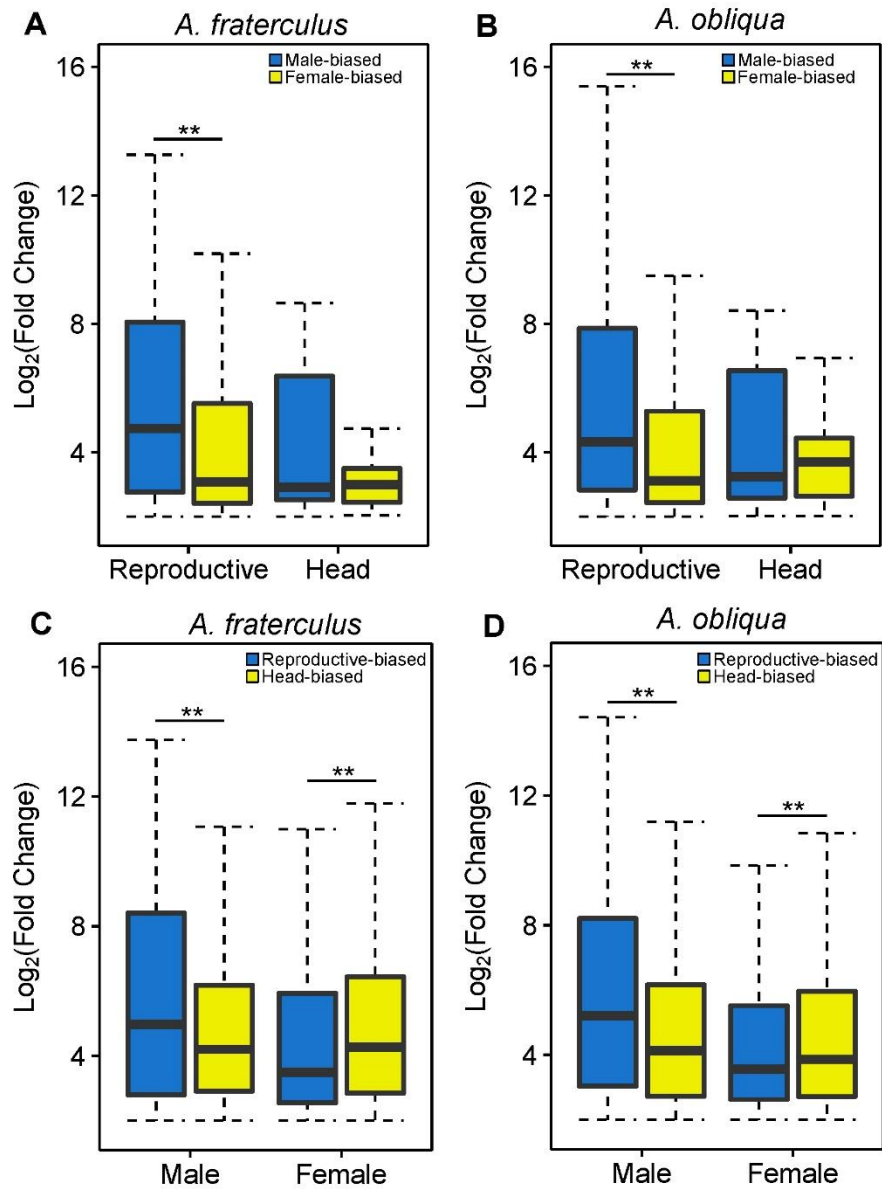 A
A. fraterculus
Male-biased
Female-biased
**
16
12
8
4
Log2(Fold Change)
Reproductive
Head
B
A. obliqua
Male-biased
Female-biased
**
16
12
8
4
Log2(Fold Change)
Reproductive
Head
C
A. fraterculus
Reproductive-biased
Head-biased
**
**
16
12
8
4
Log2(Fold Change)
Male
Female
D
A. obliqua
Reproductive-biased
Head-biased
**
**
16
12
8
4
Log2(Fold Change)
Male
Female